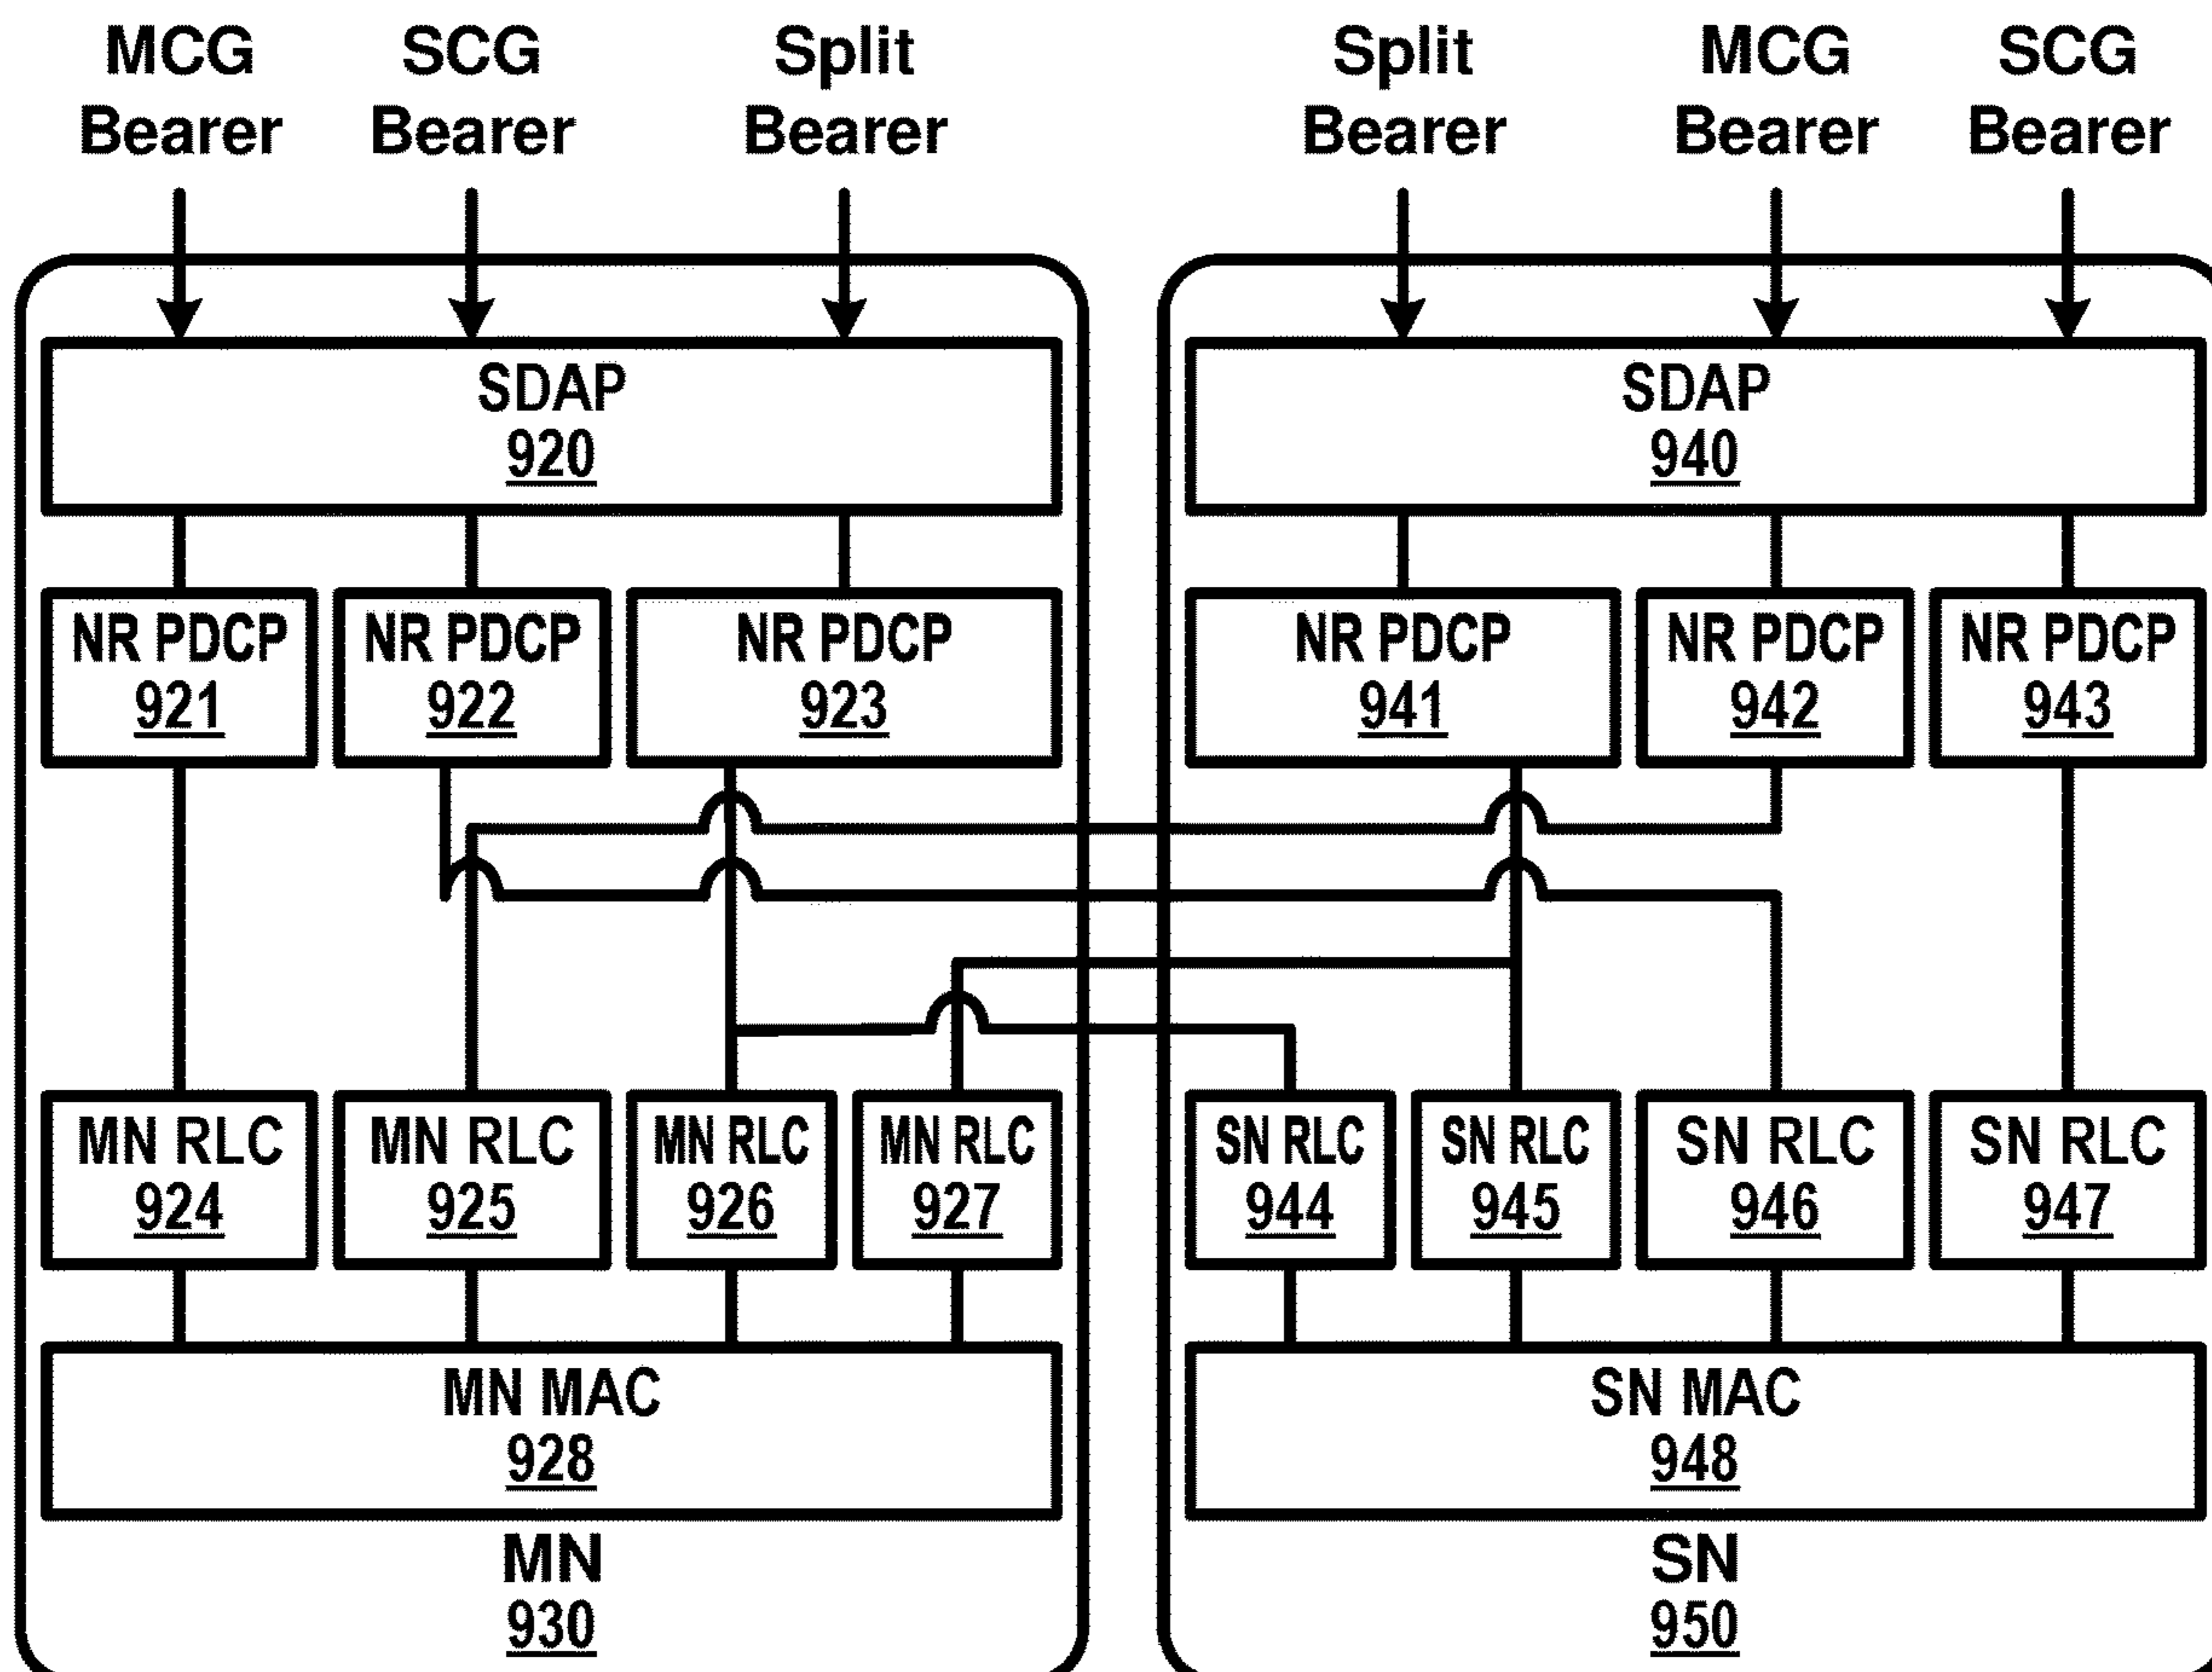 MCG
Bearer
SCG
Bearer
Split
Bearer
Split
Bearer
MCG
Bearer
SCG
Bearer
SDAP
920
SDAP
940
NR PDCP
921
NR PDCP
922
NR PDCP
923
NR PDCP
941
NR PDCP
942
NR PDCP
943
MN RLC
924
MN RLC
925
MN RLC
926
MN RLC
927
SN RLC
944
SN RLC
945
SN RLC
946
SN RLC
947
MN MAC
928
SN MAC
948
MN
930
SN
950